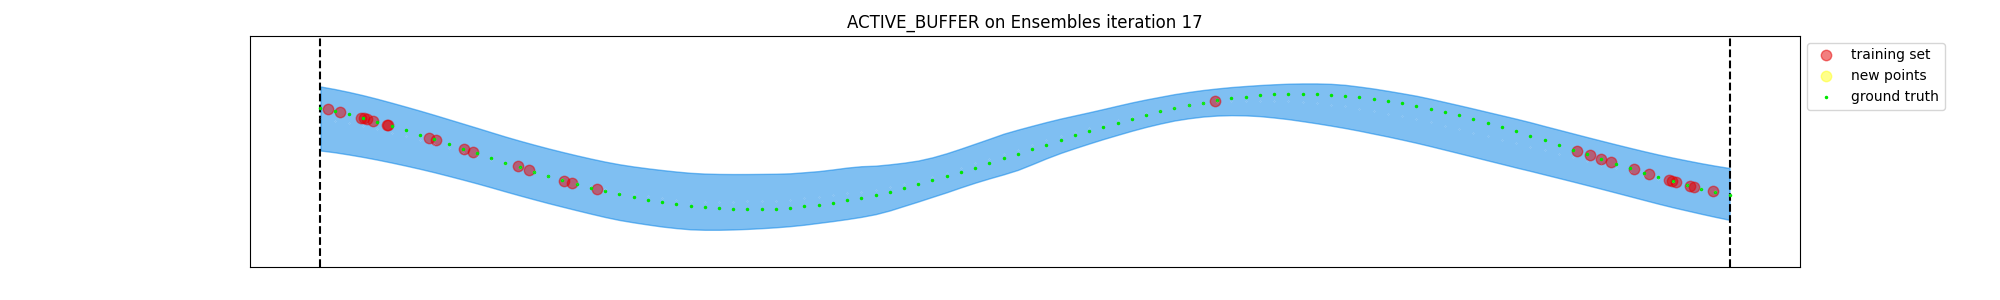 ACTIVE_BUFFER on Ensembles iteration 17
training set
new points
ground truth